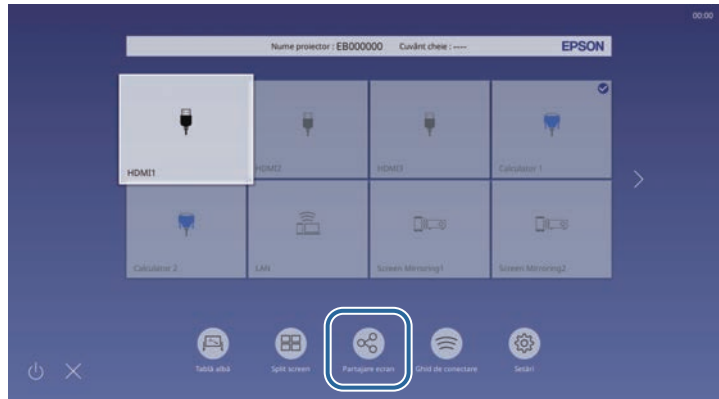 00:00
Nume proiector : EB000000 Cuvânt cheie : ---- EPSON
HDMI1 HDMI2 HDMI3 Calculator 1
Calculator 2 LAN Screen Mirroring1 Screen Mirroring2
Tablă albă Split screen Partajare ecran Ghid de conectare Setări